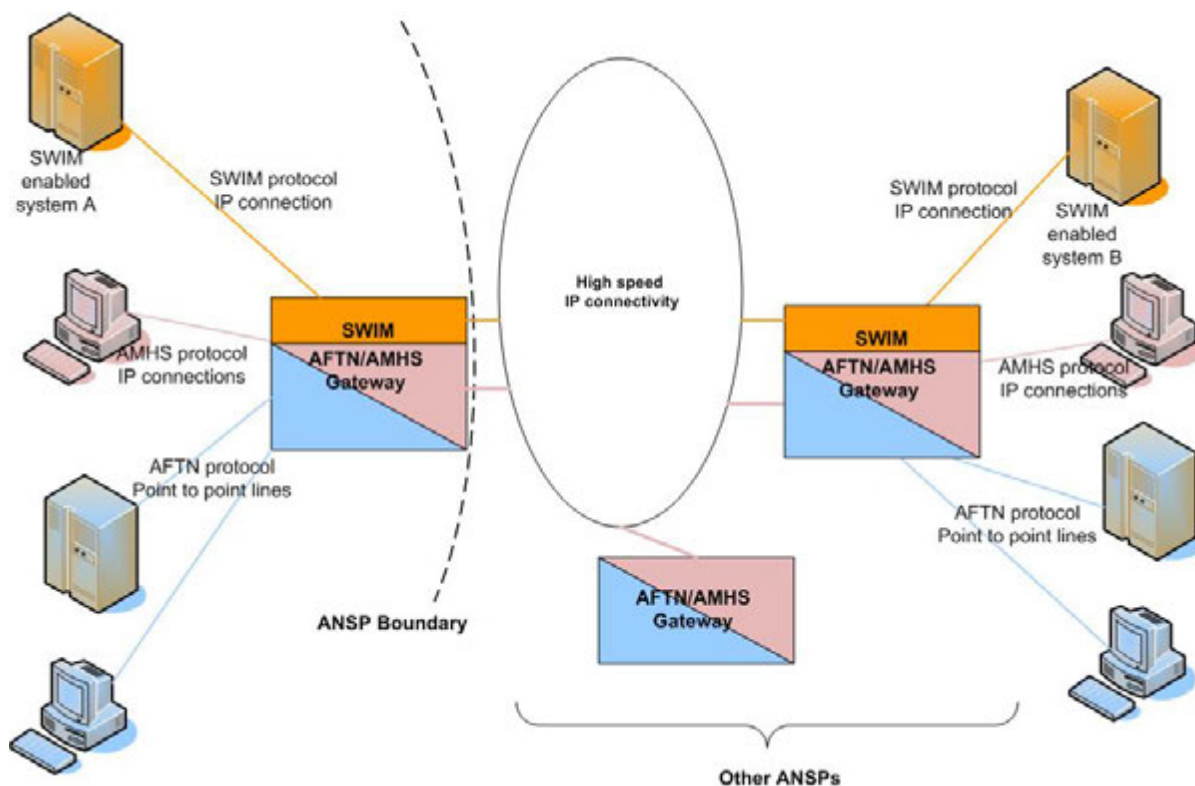 SWIM
enabled
system A
SWIM protocol
IP connection
AMHS protocol
IP connections
AFTN protocol
Point to point lines
SWIM
AFTN/AMHS
Gateway
ANSP Boundary
High speed
IP connectivity
AFTN/AMHS
Gateway
Other ANSPs
SWIM
AFTN/AMHS
Gateway
SWIM protocol
IP connection
SWIM
enabled
system B
AMHS protocol
IP connections
AFTN protocol
Point to point lines